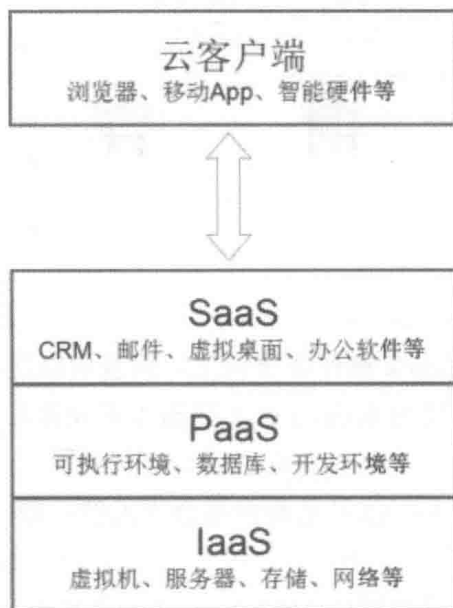 云客户端
浏览器、移动App、智能硬件等
SaaS
CRM、邮件、虚拟桌面、办公软件等
PaaS
可执行环境、数据库、开发环境等
IaaS
虚拟机、服务器、存储、网络等